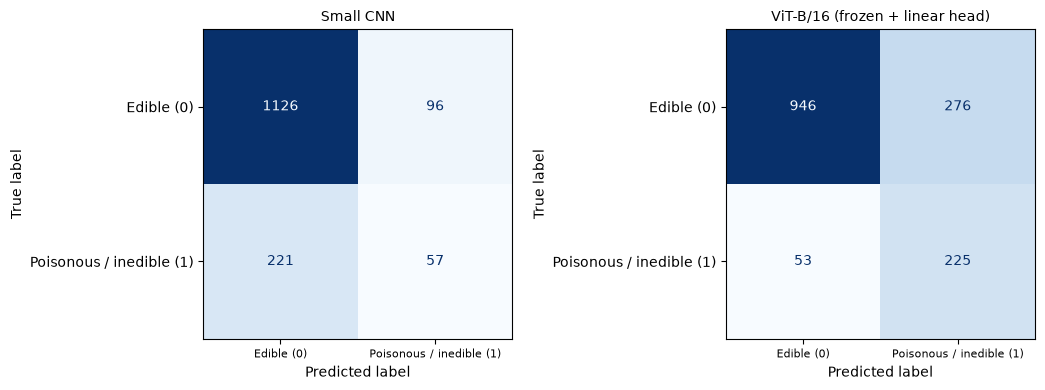 Small CNN
True label
Edible (0)
1126 96
Poisonous / inedible (1)
221 57
Edible (0) Poisonous / inedible (1)
Predicted label
ViT-B/16 (frozen + linear head)
True label
Edible (0)
946 276
Poisonous / inedible (1)
53 225
Edible (0) Poisonous / inedible (1)
Predicted label